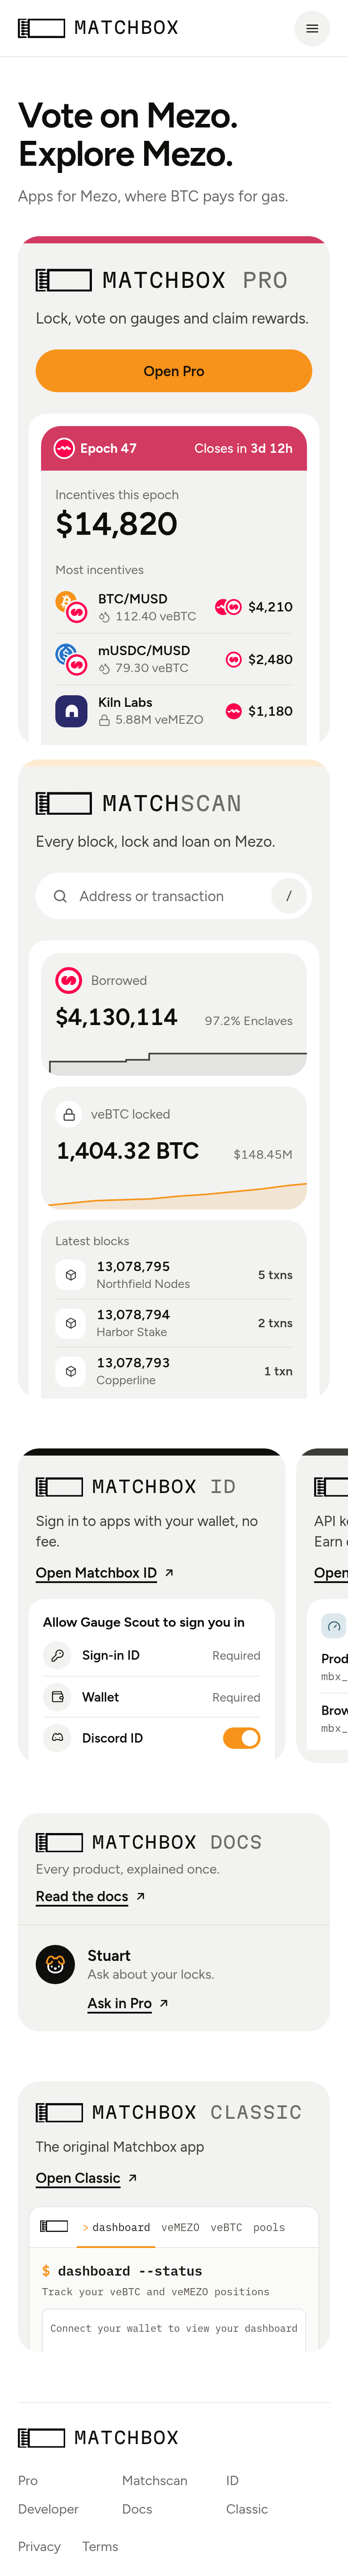 MATCHBOX
Vote on Mezo.
Explore Mezo.
Apps for Mezo, where BTC pays for gas.
MATCHBOX PRO
Lock, vote on gauges and claim rewards.
Open Pro
Epoch 47 Closes in 3d 12h
Incentives this epoch
$14,820
Most incentives
BTC/MUSD
112.40 veBTC $4,210
mUSDC/MUSD
79.30 veBTC $2,480
Kiln Labs
5.88M veMEZO $1,180
MATCHSCAN
Every block, lock and loan on Mezo.
Address or transaction /
Borrowed
$4,130,114 97.2% Enclaves
veBTC locked
1,404.32 BTC $148.45M
Latest blocks
13,078,795
Northfield Nodes 5 txns
13,078,794
Harbor Stake 2 txns
13,078,793
Copperline 1 txn
MATCHBOX ID
Sign in to apps with your wallet, no
fee.
Open Matchbox ID
Allow Gauge Scout to sign you in
Sign-in ID Required
Wallet Required
Discord ID
API k
Earn
Open
Prod
mbx_
Brow
mbx_
MATCHBOX DOCS
Every product, explained once.
Read the docs
Stuart
Ask about your locks.
Ask in Pro
MATCHBOX CLASSIC
The original Matchbox app
Open Classic
> dashboard veMEZO veBTC pools
$ dashboard --status
Track your veBTC and veMEZO positions
Connect your wallet to view your dashboard
MATCHBOX
Pro Matchscan ID
Developer Docs Classic
Privacy Terms